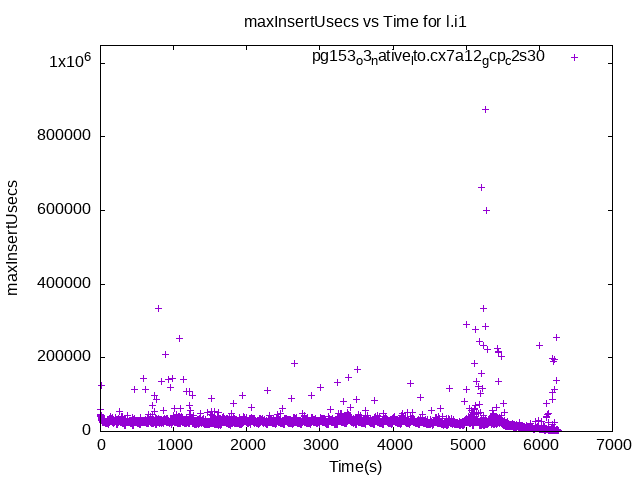 maxInsertUsecs vs Time for l.i1
pg153_o3_native_lto.cx7a12_gcp_c2s30
1x10^6
800000
600000
400000
200000
0
maxInsertUsecs
0 1000 2000 3000 4000 5000 6000 7000
Time(s)